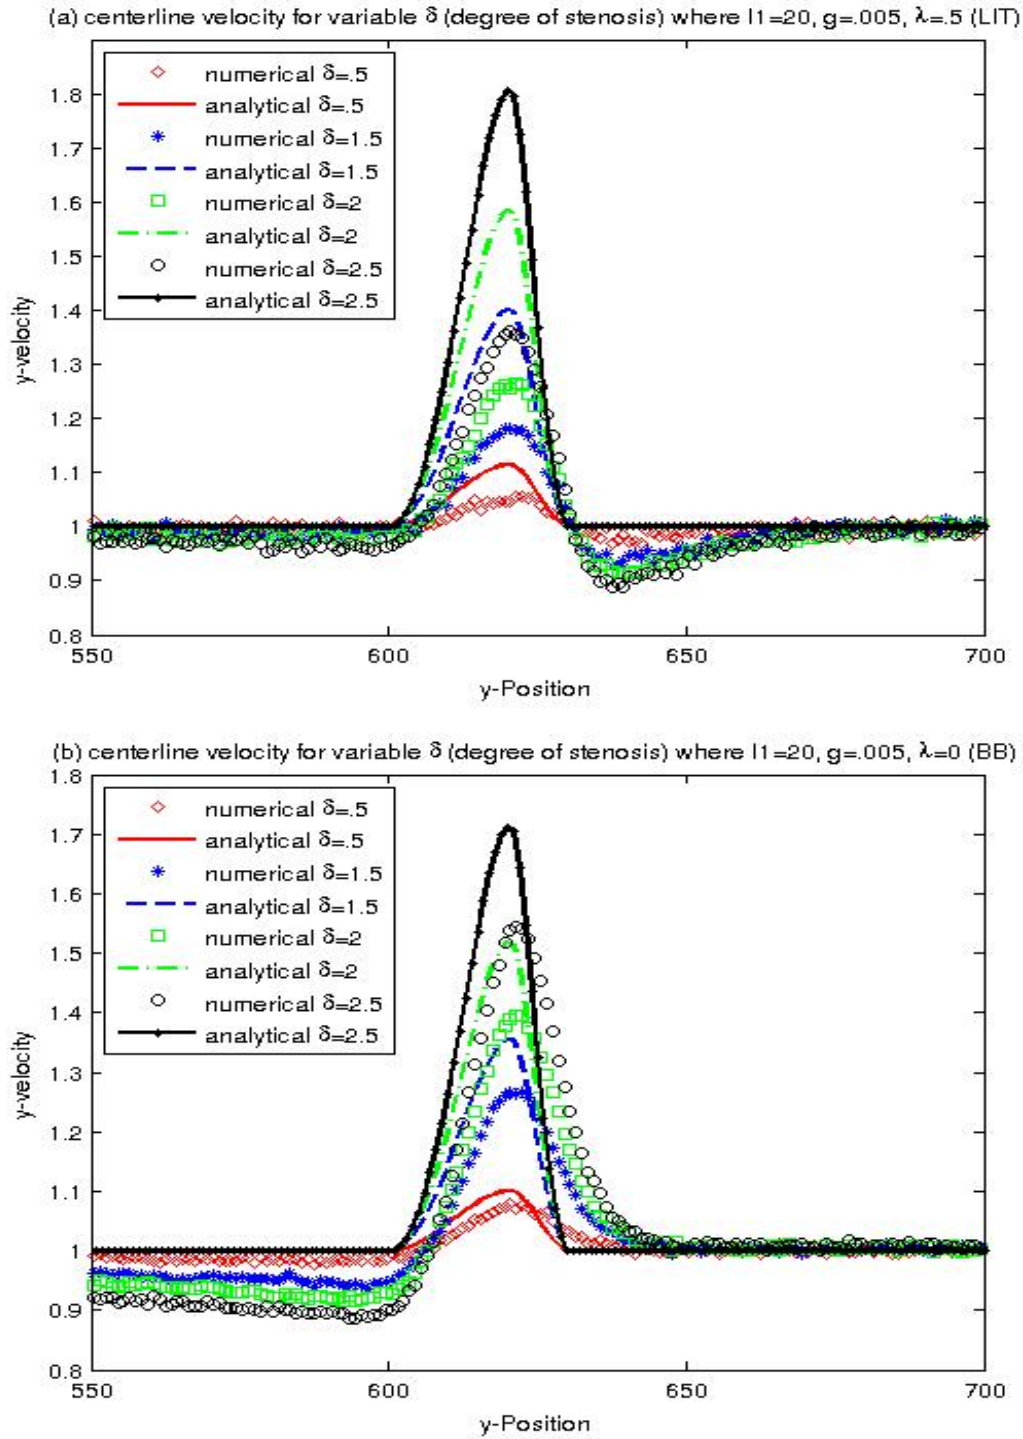 (a) centerline velocity for variable δ (degree of stenosis) where l1=20, g=.005, λ=.5 (LIT)
numerical δ=.5
analytical δ=.5
numerical δ=1.5
analytical δ=1.5
numerical δ=2
analytical δ=2
numerical δ=2.5
analytical δ=2.5
1.8
1.7
1.6
1.5
1.4
1.3
1.2
1.1
1
0.9
0.8
y-velocity
550
600
650
700
y-Position
(b) centerline velocity for variable δ (degree of stenosis) where l1=20, g=.005, λ=0 (BB)
numerical δ=.5
analytical δ=.5
numerical δ=1.5
analytical δ=1.5
numerical δ=2
analytical δ=2
numerical δ=2.5
analytical δ=2.5
1.8
1.7
1.6
1.5
1.4
1.3
1.2
1.1
1
0.9
0.8
y-velocity
550
600
650
700
y-Position